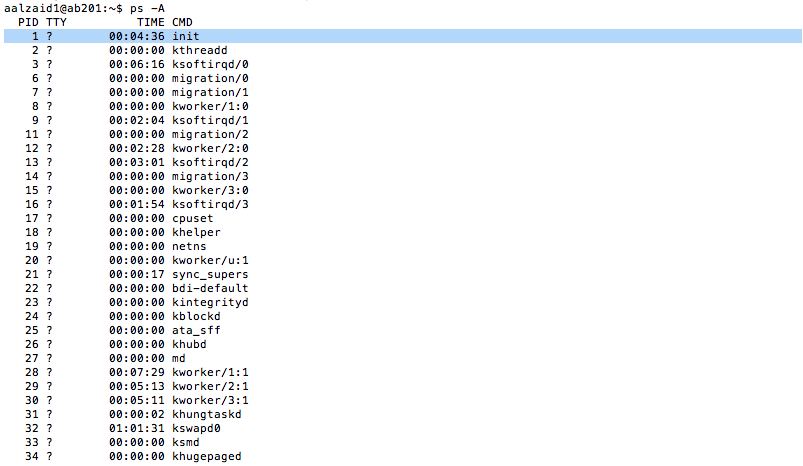 aalzaid1@ab201:~$ ps -A
PID TTY TIME CMD
1 ? 00:04:36 init
2 ? 00:00:00 kthreadd
3 ? 00:06:16 ksoftirqd/0
6 ? 00:00:00 migration/0
7 ? 00:00:00 migration/1
8 ? 00:00:00 kworker/1:0
9 ? 00:02:04 ksoftirqd/1
11 ? 00:00:00 migration/2
12 ? 00:02:28 kworker/2:0
13 ? 00:03:01 ksoftirqd/2
14 ? 00:00:00 migration/3
15 ? 00:00:00 kworker/3:0
16 ? 00:01:54 ksoftirqd/3
17 ? 00:00:00 cpuset
18 ? 00:00:00 khelper
19 ? 00:00:00 netns
20 ? 00:00:00 kworker/u:1
21 ? 00:00:17 sync_supers
22 ? 00:00:00 bdi-default
23 ? 00:00:00 kintegrityd
24 ? 00:00:00 kblockd
25 ? 00:00:00 ata_sff
26 ? 00:00:00 khubd
27 ? 00:00:00 md
28 ? 00:07:29 kworker/1:1
29 ? 00:05:13 kworker/2:1
30 ? 00:05:11 kworker/3:1
31 ? 00:00:02 khungtaskd
32 ? 01:01:31 kswapd0
33 ? 00:00:00 ksmd
34 ? 00:00:00 khugepaged